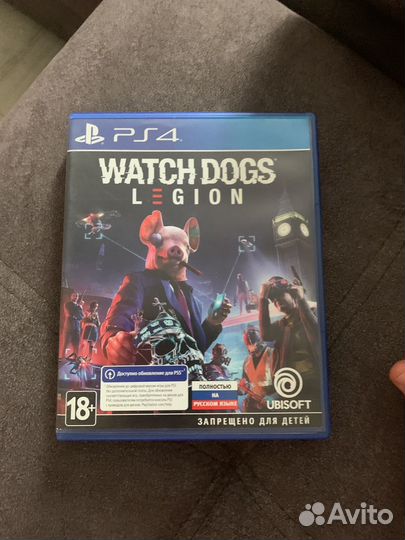 PS4
WATCH DOGS
LEGION
Доступно обновление для PS5
ПОЛНОСТЬЮ
НА
РУССКОМ ЯЗЫКЕ
18+
UBISOFT
ЗАПРЕЩЕНО ДЛЯ ДЕТЕЙ
Avito